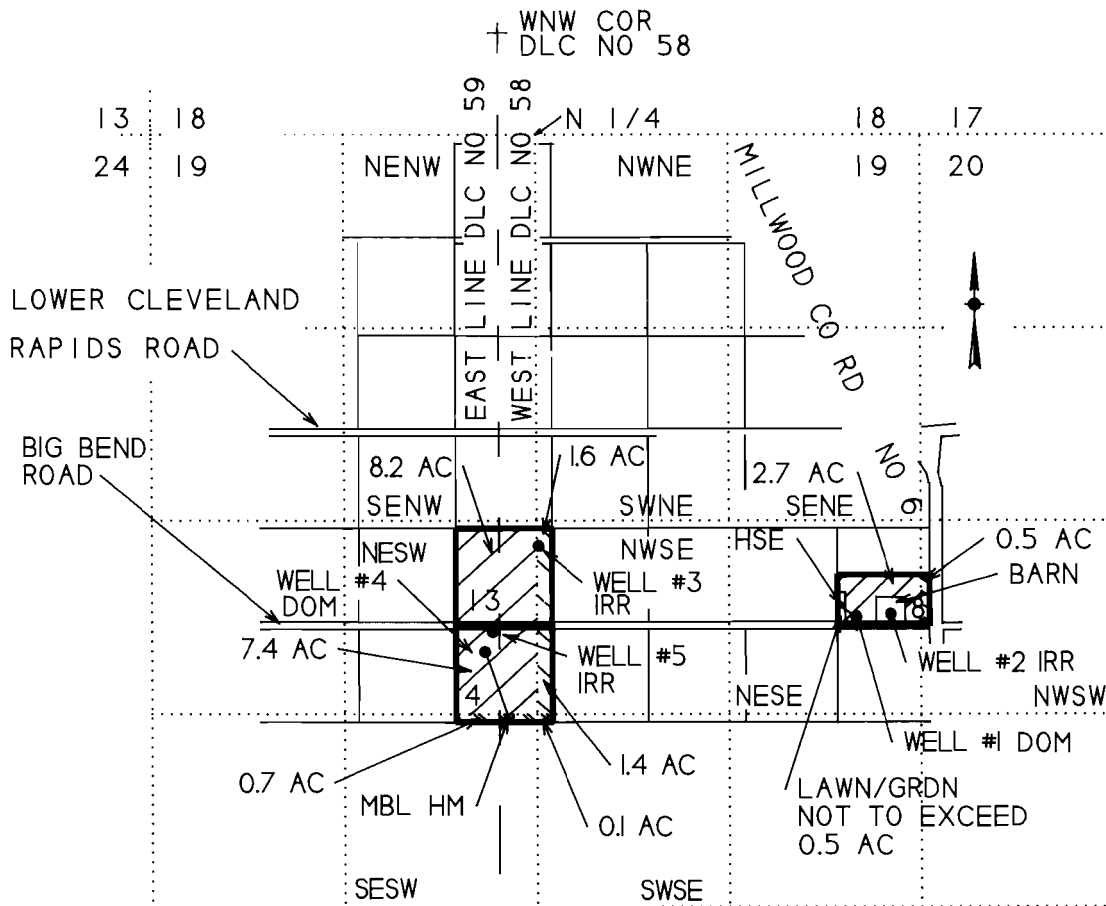 WNW COR
DLC NO 58
EAST LINE DLC NO 59
WEST LINE DLC NO 58
N 1/4
13 18
24 19
18 17
19 20
NENW
NWNE
MILLWOOD CO RD NO 6
LOWER CLEVELAND
RAPIDS ROAD
BIG BEND
ROAD
8.2 AC
1.6 AC
2.7 AC
SENW
SWNE
SENE
NESW
NWSE
HSE
0.5 AC
BARN
WELL #4
DOM
WELL #3
IRR
13
8
7.4 AC
WELL #5
IRR
WELL #2 IRR
4
NESE
NWSW
WELL #1 DOM
0.7 AC
MBL HM
1.4 AC
0.1 AC
LAWN/GRDN
NOT TO EXCEED
0.5 AC
SESW
SWSE